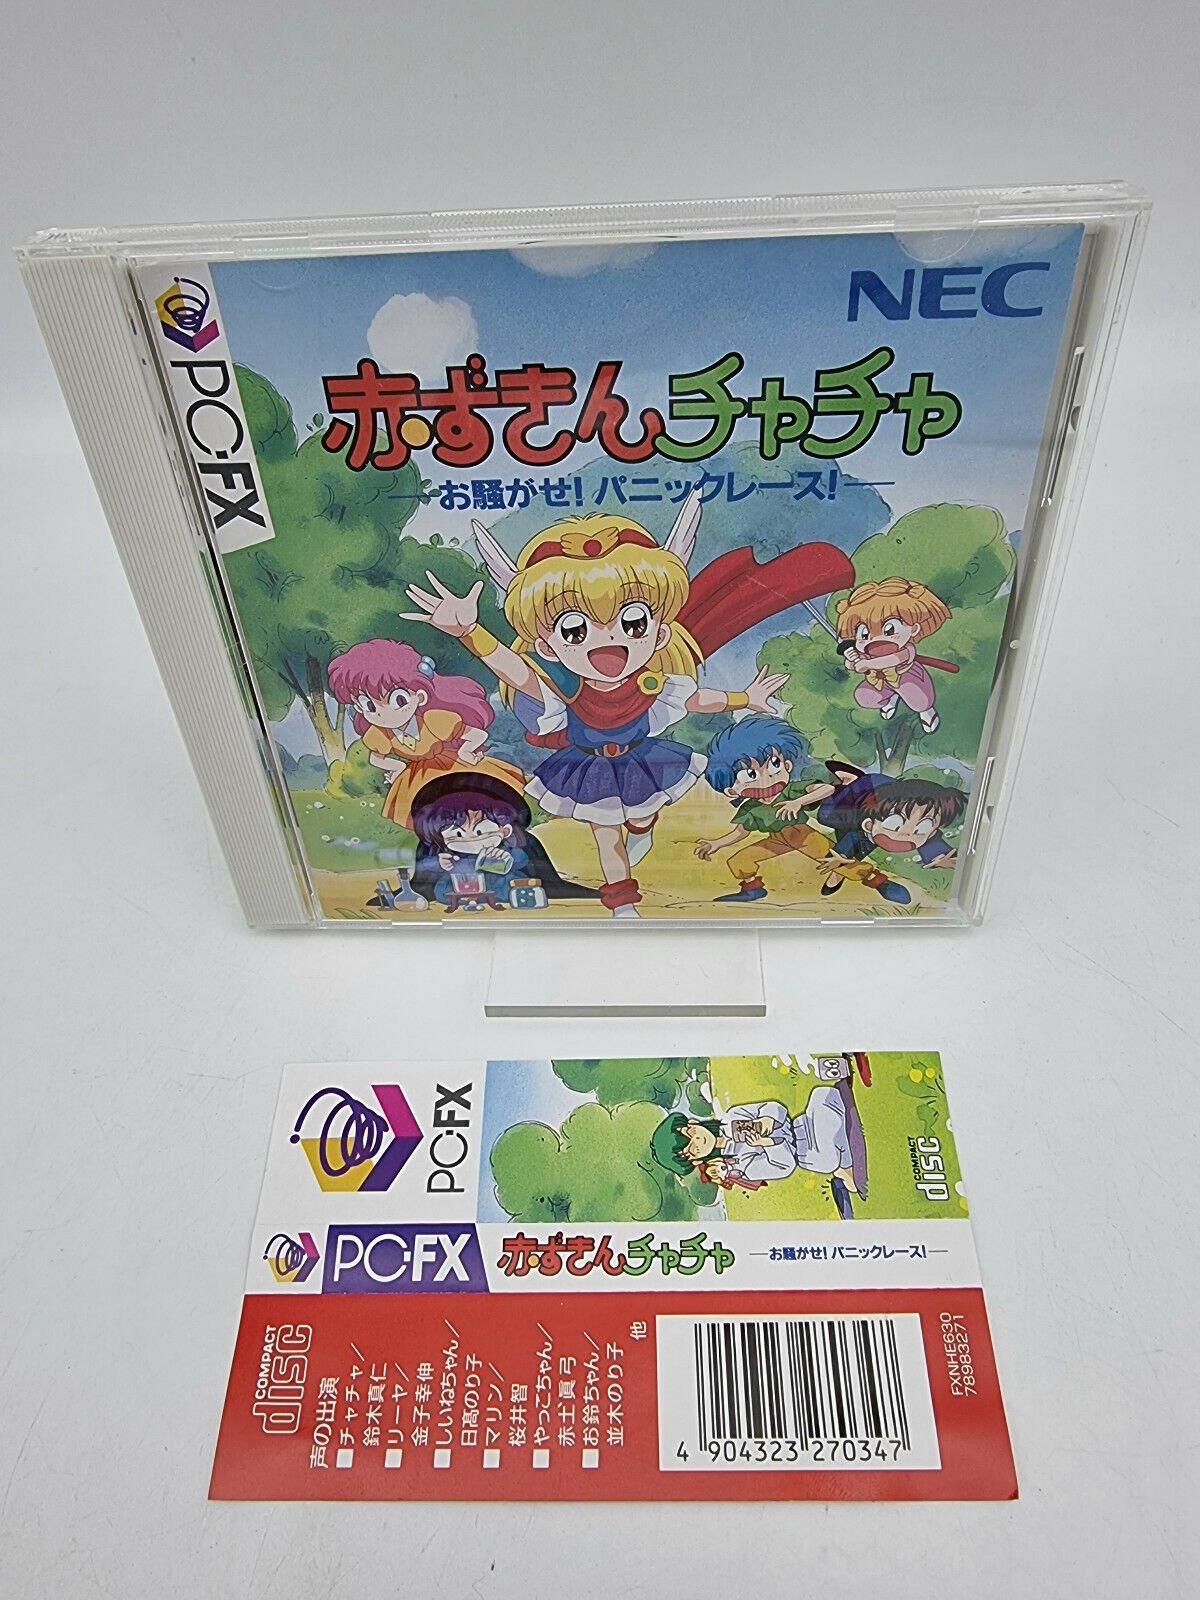 PC-FX
NEC
赤ずきんチャチャ
―お騒がせ!パニックレース!―
PC-FX
COMPACT
disc
PC-FX
赤ずきんチャチャ
―お騒がせ!パニックレース!―
COMPACT
disc
声の出演
■チャチャ/
鈴木真仁
■リーヤ/
金子幸伸
■しいねちゃん/
日髙のり子
■マリン/
桜井智
■やっこちゃん/
赤土眞弓
■お鈴ちゃん/
並木のり子
他
4 904323 270347
FXNHE630
78983271